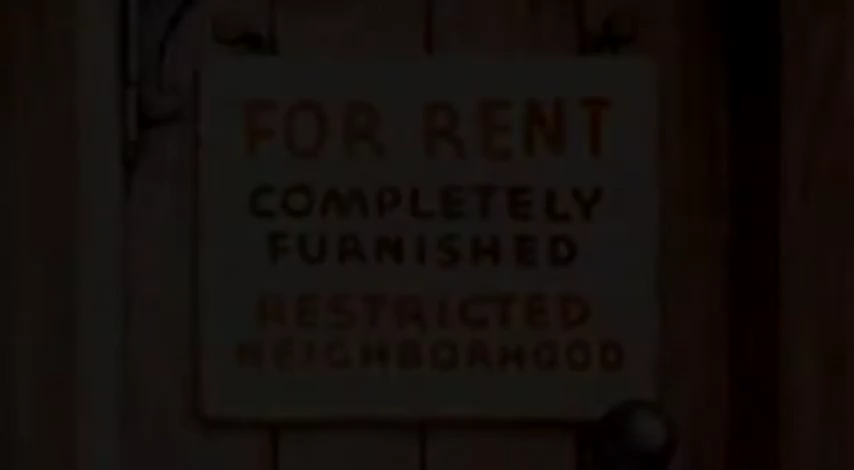 FOR RENT
COMPLETELY
FURNISHED
RESTRICTED
NEIGHBORHOOD